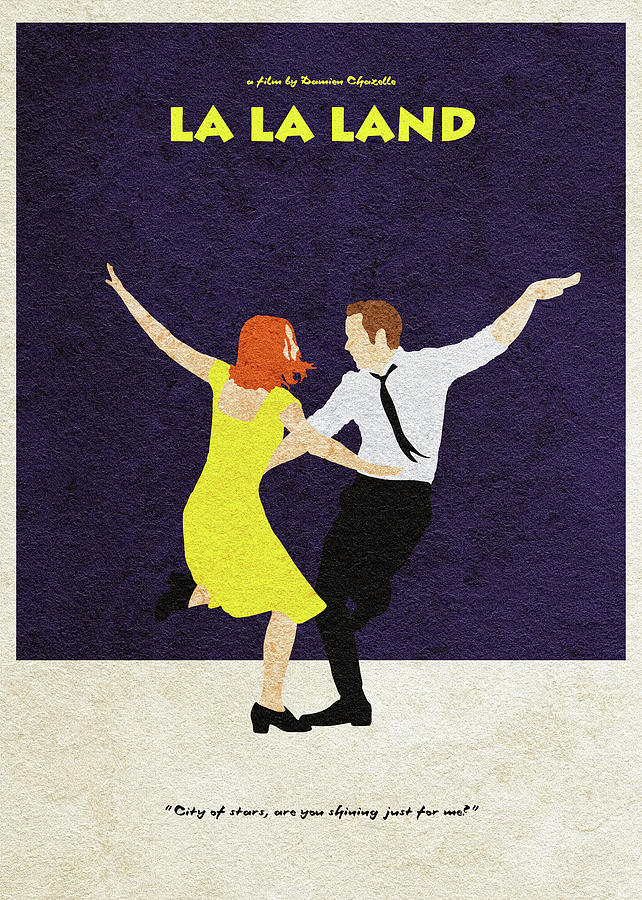 a film by Damien Chazelle
LA LA LAND
"City of stars, are you shining just for me?"